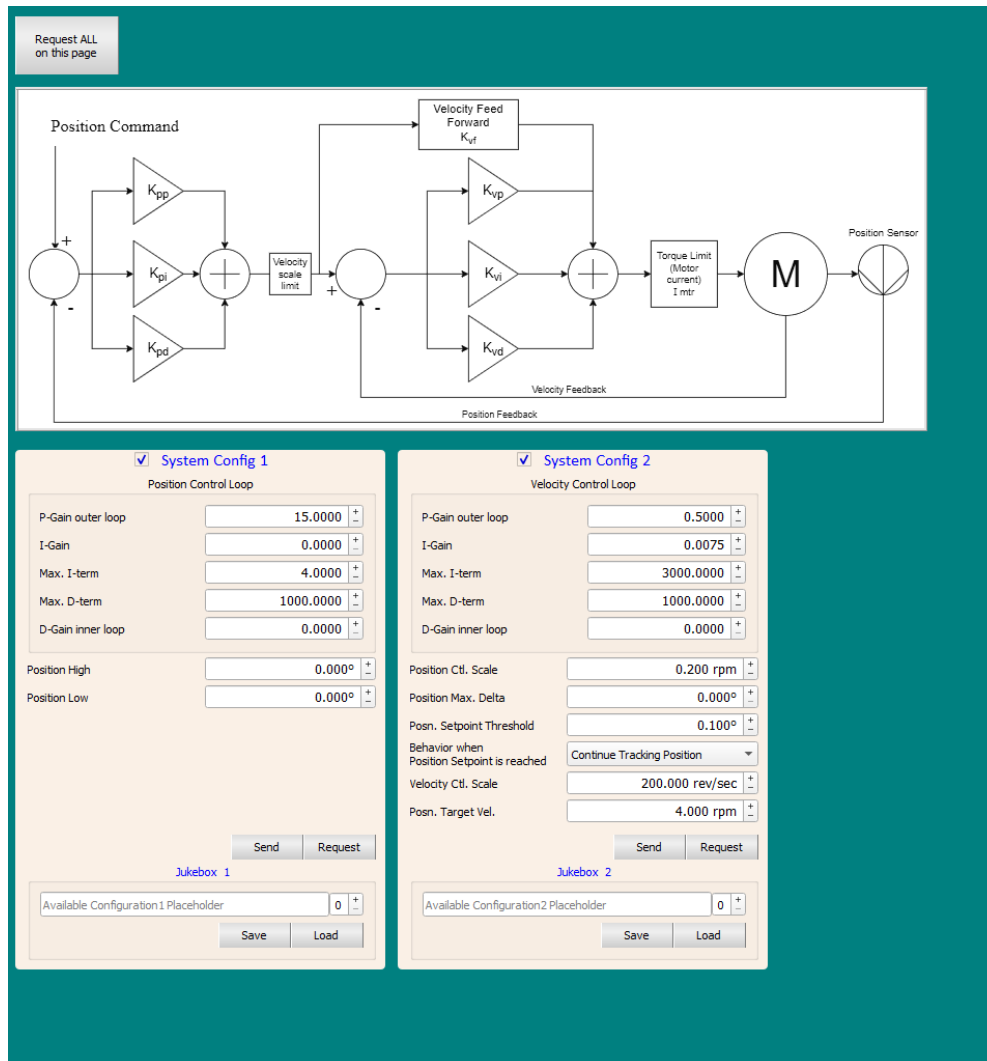 Request ALL
on this page
Position Command
Velocity Feed
Forward
Kvf
Kpp
Kvp
Position Sensor
+
Kpi
Velocity
scale
limit
+
Kvi
Torque Limit
(Motor
current)
I mtr
M
-
-
Kpd
Kvd
Velocity Feedback
Position Feedback
System Config 1
Position Control Loop
P-Gain outer loop 15.0000
I-Gain 0.0000
Max. I-term 4.0000
Max. D-term 1000.0000
D-Gain inner loop 0.0000
Position High 0.000º
Position Low 0.000º
Send Request
Jukebox 1
Available Configuration1 Placeholder 0
Save Load
System Config 2
Velocity Control Loop
P-Gain outer loop 0.5000
I-Gain 0.0075
Max. I-term 3000.0000
Max. D-term 1000.0000
D-Gain inner loop 0.0000
Position Ctl. Scale 0.200 rpm
Position Max. Delta 0.000º
Posn. Setpoint Threshold 0.100º
Behavior when
Position Setpoint is reached Continue Tracking Position
Velocity Ctl. Scale 200.000 rev/sec
Posn. Target Vel. 4.000 rpm
Send Request
Jukebox 2
Available Configuration2 Placeholder 0
Save Load